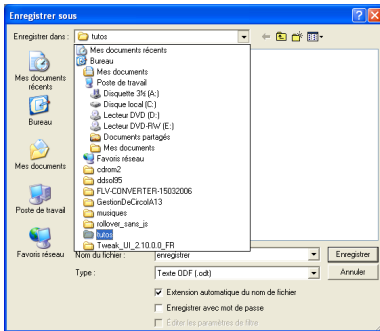 Enregistrer sous
Enregistrer dans :
tutos
Mes documents récents
Bureau
Mes documents
Poste de travail
Disquette 3½ (A:)
Disque local (C:)
Lecteur DVD (D:)
Lecteur DVD-RW (E:)
Documents partagés
Mes documents
Favoris réseau
cdrom2
ddsol95
FLV-CONVERTER-15032006
GestionDeCircolA13
musiques
rollover_sans_js
tutos
Tweak_UI_2.10.0.0_FR
Mes documents
récents
Bureau
Mes documents
Poste de travail
Favoris réseau
Nom du fichier :
enregistrer
Enregistrer
Type :
Texte ODF (.odt)
Annuler
Extension automatique du nom de fichier
Enregistrer avec mot de passe
Éditer les paramètres de filtre